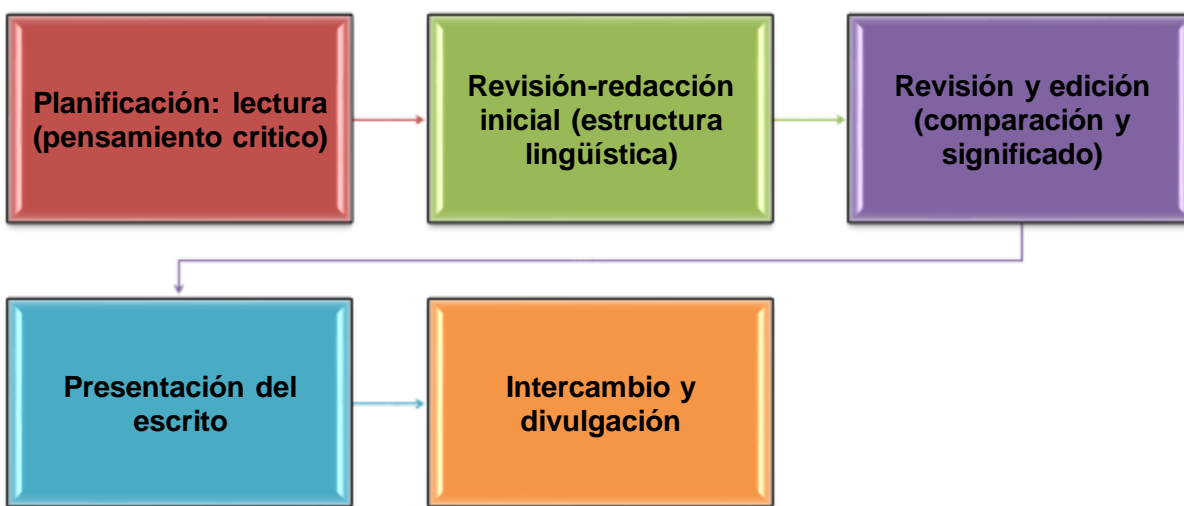 Planificación: lectura
(pensamiento critico)
Revisión-redacción
inicial (estructura
lingüística)
Revisión y edición
(comparación y
significado)
Presentación del
escrito
Intercambio y
divulgación